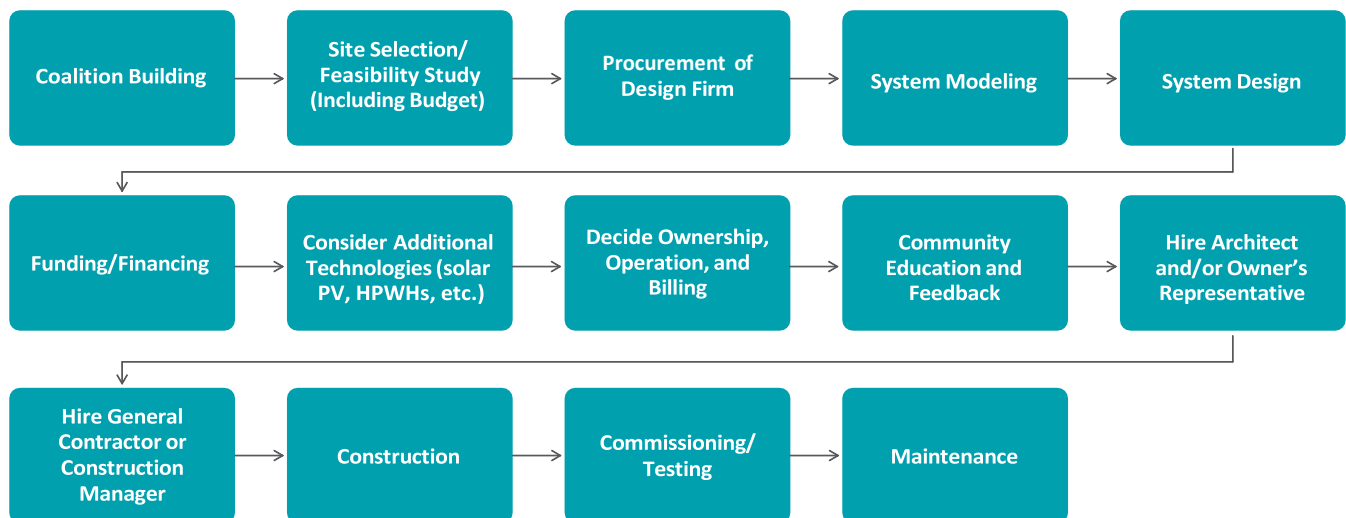 Coalition Building
Site Selection/
Feasibility Study
(Including Budget)
Procurement of
Design Firm
System Modeling
System Design
Funding/Financing
Consider Additional
Technologies (solar
PV, HPWHs, etc.)
Decide Ownership,
Operation, and
Billing
Community
Education and
Feedback
Hire Architect
and/or Owner’s
Representative
Hire General
Contractor or
Construction
Manager
Construction
Commissioning/
Testing
Maintenance